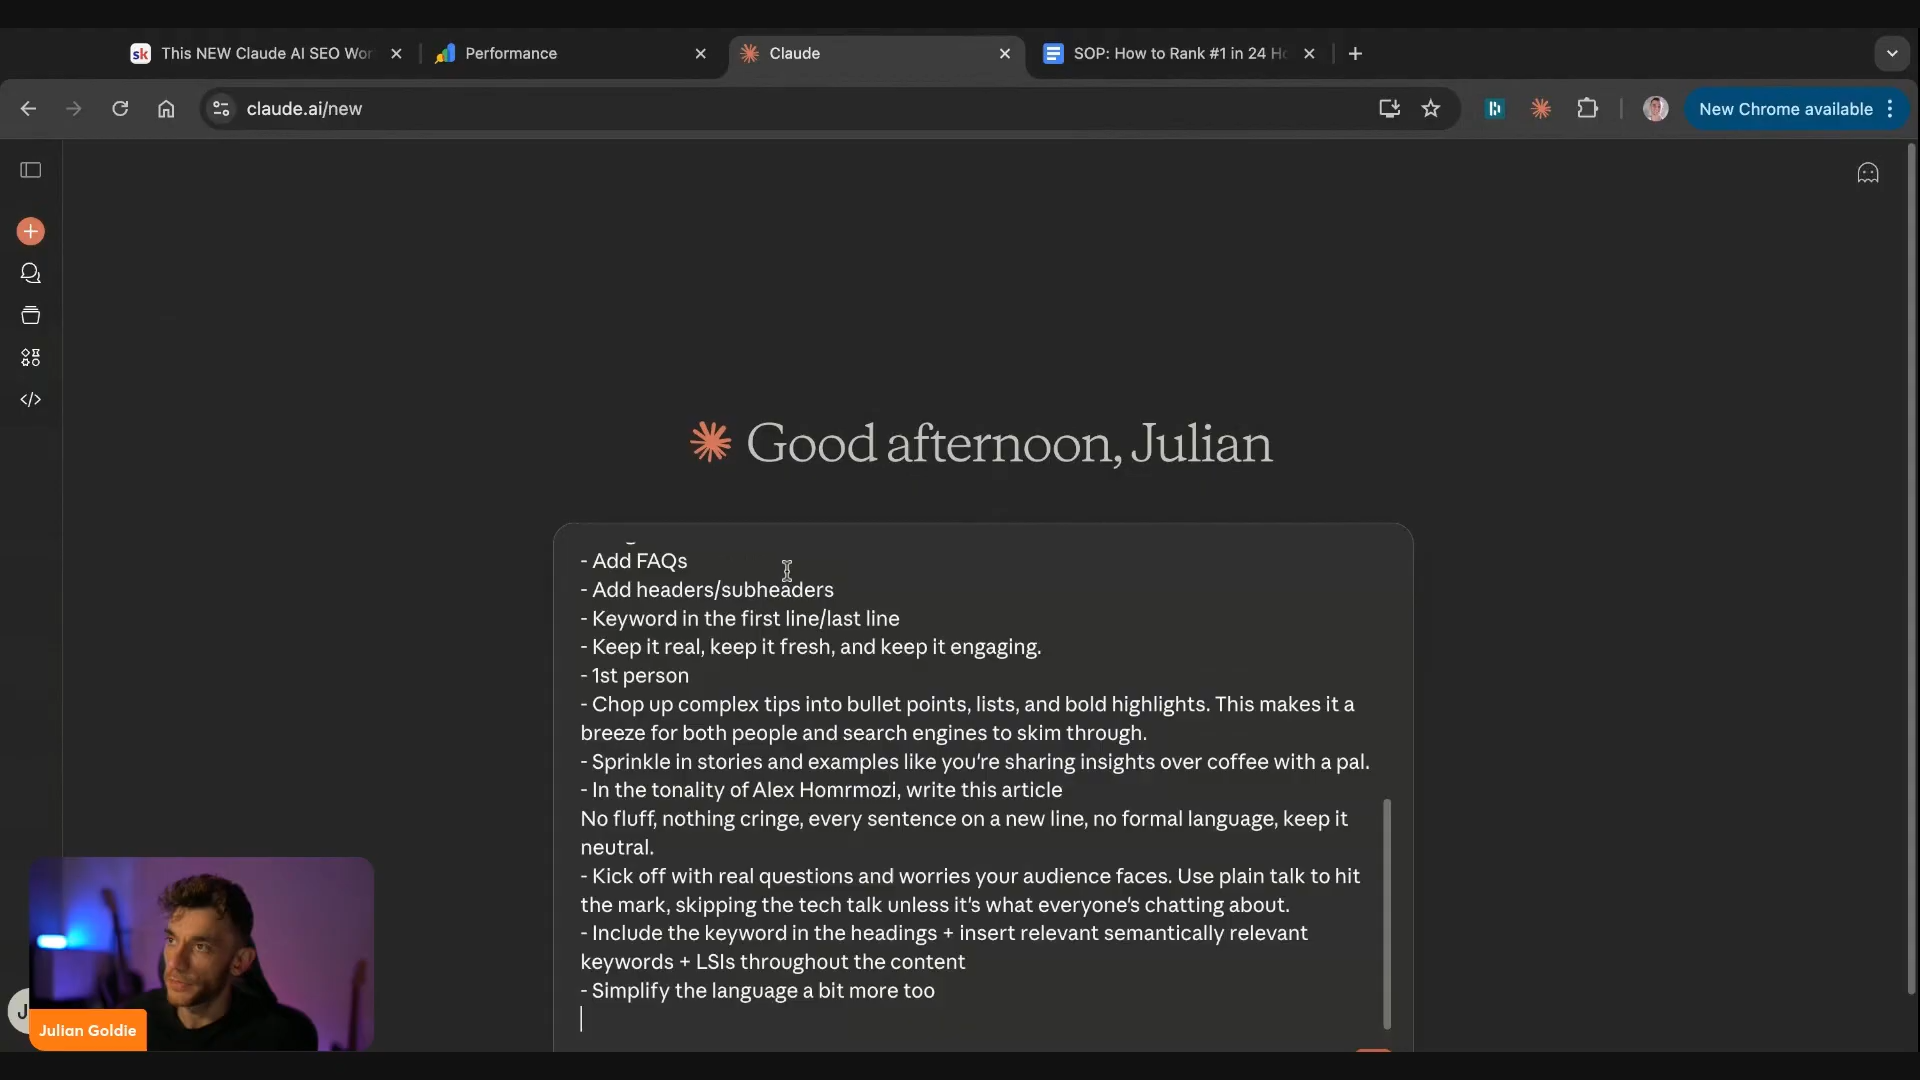 This NEW Claude AI SEO Wor
Performance
Claude
SOP: How to Rank #1 in 24 Ho
claude.ai/new
New Chrome available
Good afternoon, Julian
- Add FAQs
- Add headers/subheaders
- Keyword in the first line/last line
- Keep it real, keep it fresh, and keep it engaging.
- 1st person
- Chop up complex tips into bullet points, lists, and bold highlights. This makes it a
breeze for both people and search engines to skim through.
- Sprinkle in stories and examples like you're sharing insights over coffee with a pal.
- In the tonality of Alex Homrmozi, write this article
No fluff, nothing cringe, every sentence on a new line, no formal language, keep it
neutral.
- Kick off with real questions and worries your audience faces. Use plain talk to hit
the mark, skipping the tech talk unless it's what everyone's chatting about.
- Include the keyword in the headings + insert relevant semantically relevant
keywords + LSIs throughout the content
- Simplify the language a bit more too
J
Julian Goldie